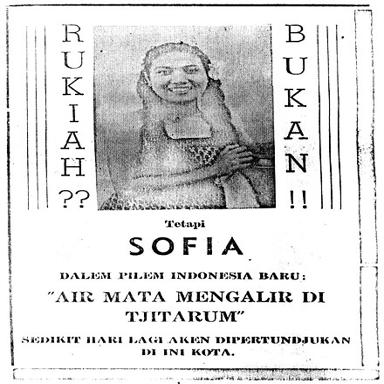 RUKIAH
??
BUKAN
!!
Tetapi
SOFIA
DALEM PILEM INDONESIA BARU:
"AIR MATA MENGALIR DI
TJITARUM"
SEDIKIT HARI LAGI AKEN DIPERTUNDJUKAN
DI INI KOTA.